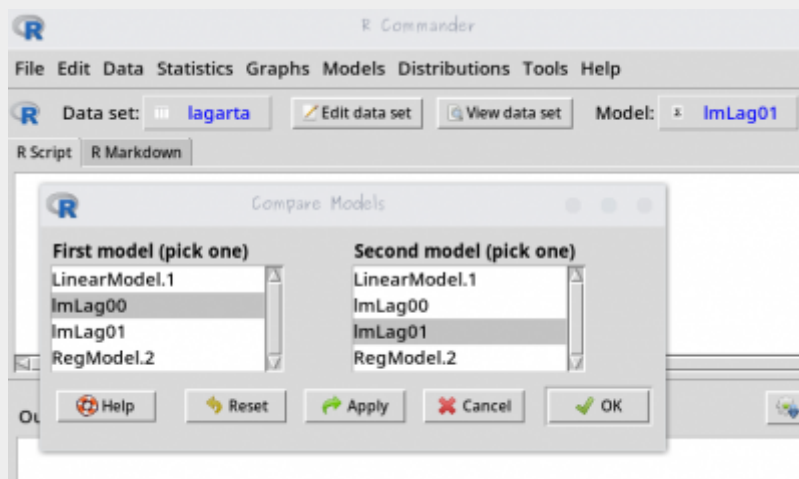 R Commander
File Edit Data Statistics Graphs Models Distributions Tools Help
R Data set: lagarta Edit data set View data set Model: Σ lmLag01
R Script R Markdown
R Compare Models
First model (pick one) Second model (pick one)
LinearModel.1 LinearModel.1
lmLag00 lmLag00
lmLag01 lmLag01
RegModel.2 RegModel.2
Help Reset Apply Cancel OK
Ou